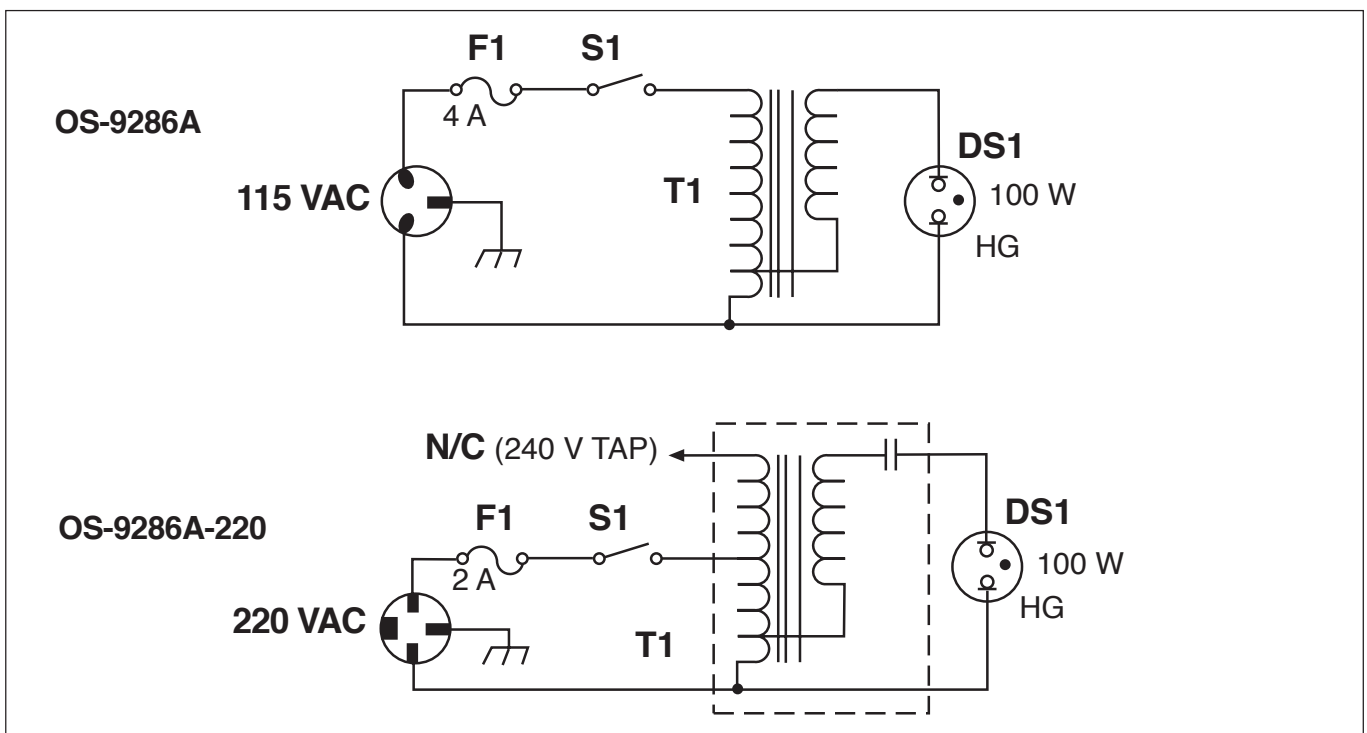 F1 S1
4 A
OS-9286A
DS1
115 VAC
T1
100 W
HG
N/C (240 V TAP)
F1 S1
DS1
OS-9286A-220
2 A
100 W
220 VAC
T1
HG